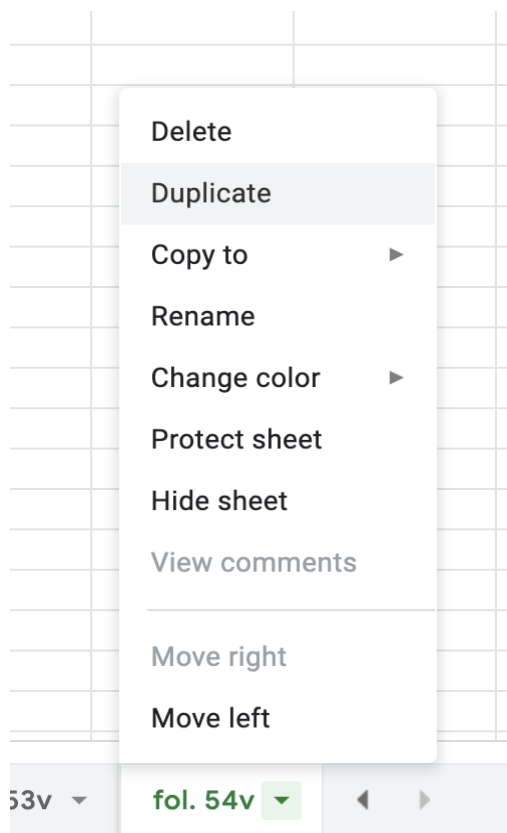 Delete
Duplicate
Copy to
Rename
Change color
Protect sheet
Hide sheet
View comments
Move right
Move left
53v fol. 54v